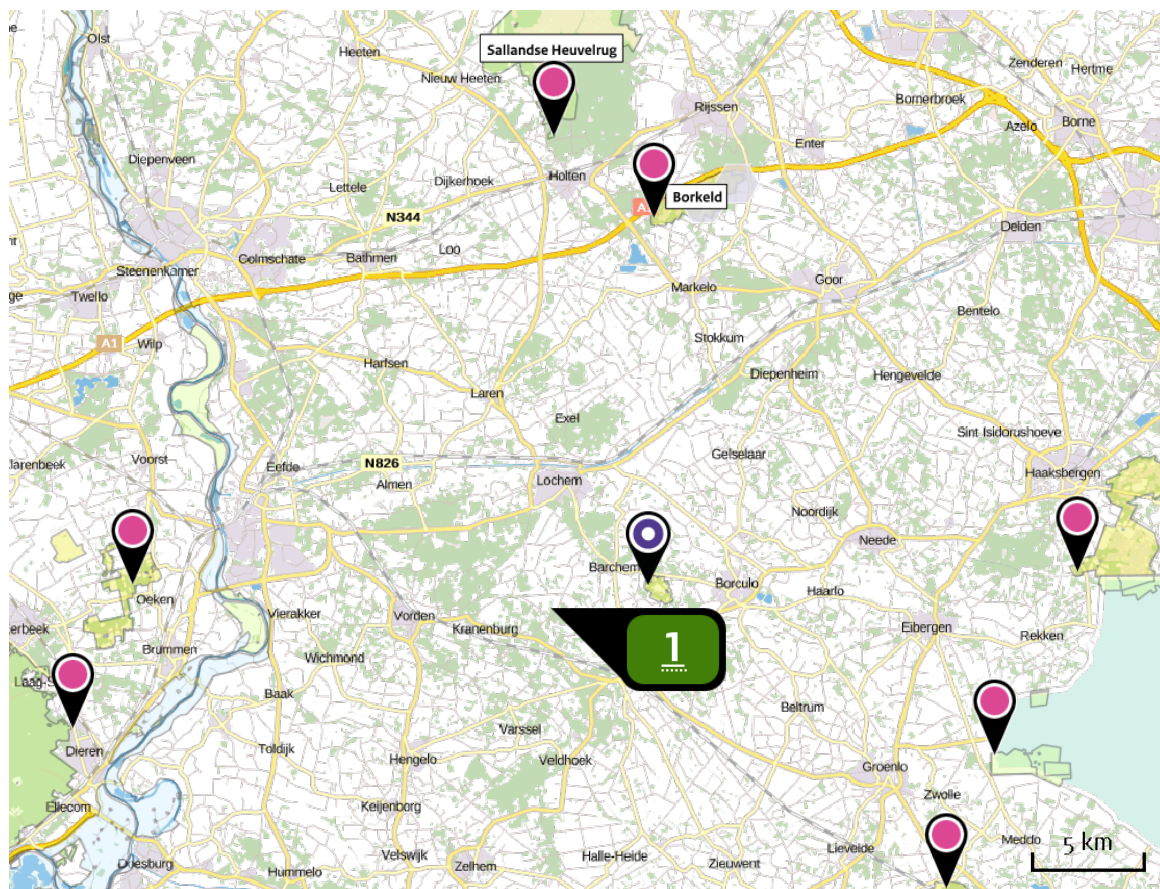 Olst
Heeten
Sallandse Heuvelrug
Zenderen
Hertme
Nieuw Heeten
Bornerbroek
Rijssen
Borne
Azelo
Enter
Diepenveen
Dijkerhoek
Holten
Lettele
Borkeld
A
N344
Delden
Loo
Colmschate
Bathmen
Steenenkamer
Goor
Markelo
Twello
ge
Bentelo
Stokkum
A1
Wilp
Harfsen
Diepenheim
Hengevelde
Laren
Exel
Sint Isidorushoeve
Gelselaar
Voorst
Klarenbeek
Eefde
N826
Haaksbergen
Almen
Lochem
Noordijk
Neede
Barchem
Borculo
Haarlo
Oeken
Vierakker
Vorden
Kranenburg
Eibergen
Rekken
erbeek
1
Brummen
Wichmond
Laag-S
Baak
Beltrum
Varssel
Toldijk
Dieren
Hengelo
Veldhoek
Groenlo
Zwolle
Ellecom
Keijenborg
Meddo
5 km
Lievelde
Velswijk
Halle-Heide
Zieuwent
Doesburg
Zelhem
Hummelo